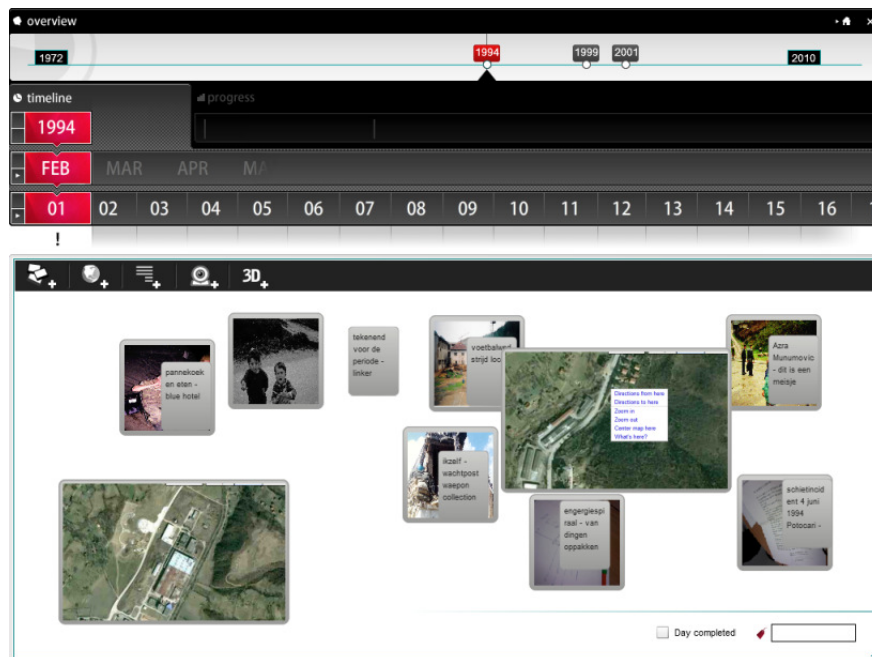 overview
1972
1994
1999
2001
2010
timeline
progress
1994
FEB MAR APR
01 02 03 04 05 06 07 08 09 10 11 12 13 14 15 16
!
3D
pannekoek
en eten -
blue hotel
tekenend
voor de
periode -
linker
voetbalwed
strijd loc
Azra
Munumovic
- dit is een
meisje
Directions from here
Directions to here
Zoom in
Zoom out
Center map here
What's here?
ikzalf -
wachtpost
waepon
collection
engergiespi
raal - van
dingen
oppakken
schietincid
ent 4 juni
1994
Potocari -
Day completed